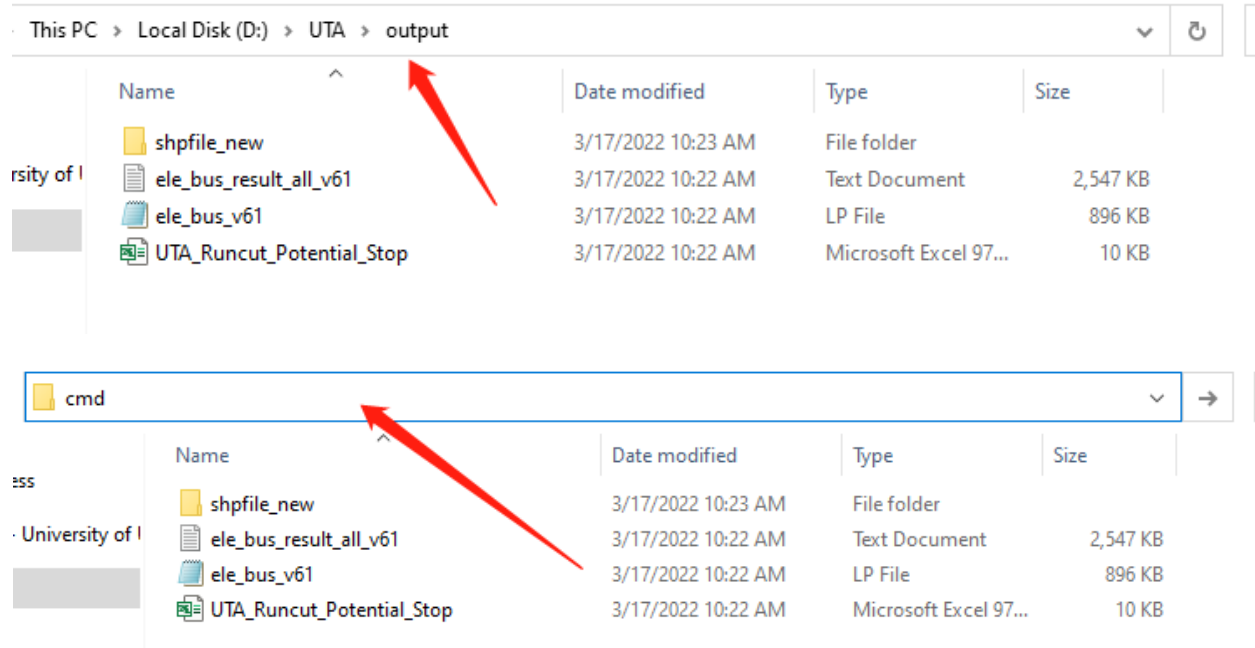 This PC > Local Disk (D:) > UTA > output
Name Date modified Type Size
shpfile_new 3/17/2022 10:23 AM File folder
rsity of
ele_bus_result_all_v61 3/17/2022 10:22 AM Text Document 2,547 KB
ele_bus_v61 3/17/2022 10:22 AM LP File 896 KB
UTA_Runcut_Potential_Stop 3/17/2022 10:22 AM Microsoft Excel 97... 10 KB
cmd
Name Date modified Type Size
ess
shpfile_new 3/17/2022 10:23 AM File folder
- University of
ele_bus_result_all_v61 3/17/2022 10:22 AM Text Document 2,547 KB
ele_bus_v61 3/17/2022 10:22 AM LP File 896 KB
UTA_Runcut_Potential_Stop 3/17/2022 10:22 AM Microsoft Excel 97... 10 KB